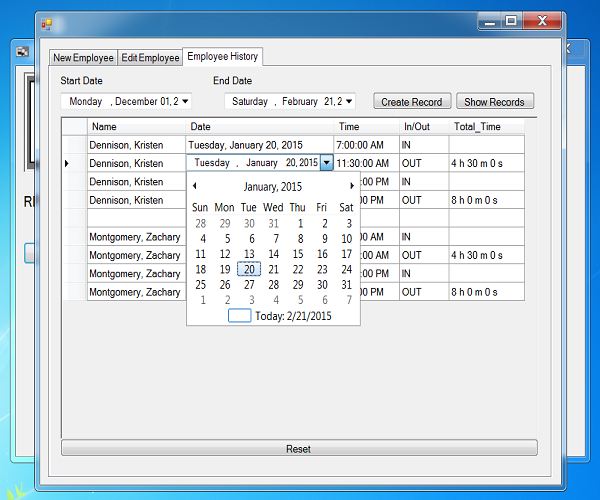 New Employee Edit Employee Employee History
Start Date End Date
Monday , December 01, 2 Saturday , February 21, 2 Create Record Show Records
Name Date Time In/Out Total_Time
Dennison, Kristen Tuesday, January 20, 2015 7:00:00 AM IN
Dennison, Kristen Tuesday , January 20, 2015 11:30:00 AM OUT 4 h 30 m 0 s
Dennison, Kristen PM IN
Dennison, Kristen 00 PM OUT 8 h 0 m 0 s
Montgomery, Zachary 00 AM IN
Montgomery, Zachary 00 AM OUT 4 h 30 m 0 s
Montgomery, Zachary 00 PM IN
Montgomery, Zachary 00 PM OUT 8 h 0 m 0 s
January, 2015
Sun Mon Tue Wed Thu Fri Sat
28 29 30 31 1 2 3
4 5 6 7 8 9 10
11 12 13 14 15 16 17
18 19 20 21 22 23 24
25 26 27 28 29 30 31
1 2 3 4 5 6 7
Today: 2/21/2015
Reset